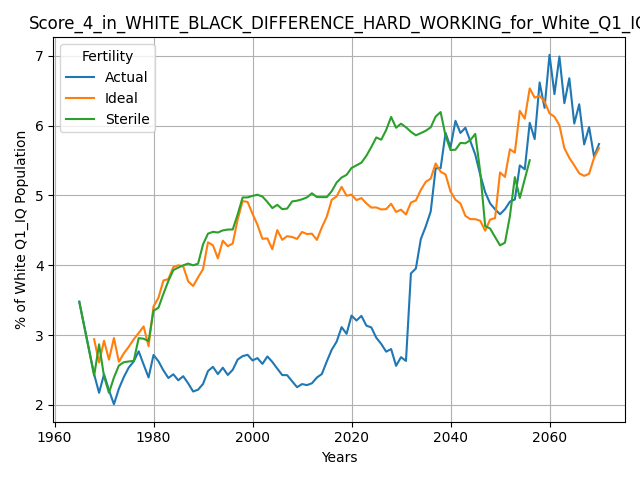 Score_4_in_WHITE_BLACK_DIFFERENCE_HARD_WORKING_for_White_Q1_IQ
Fertility
Actual
Ideal
Sterile
% of White Q1_IQ Population
7
6
5
4
3
2
1960 1980 2000 2020 2040 2060
Years